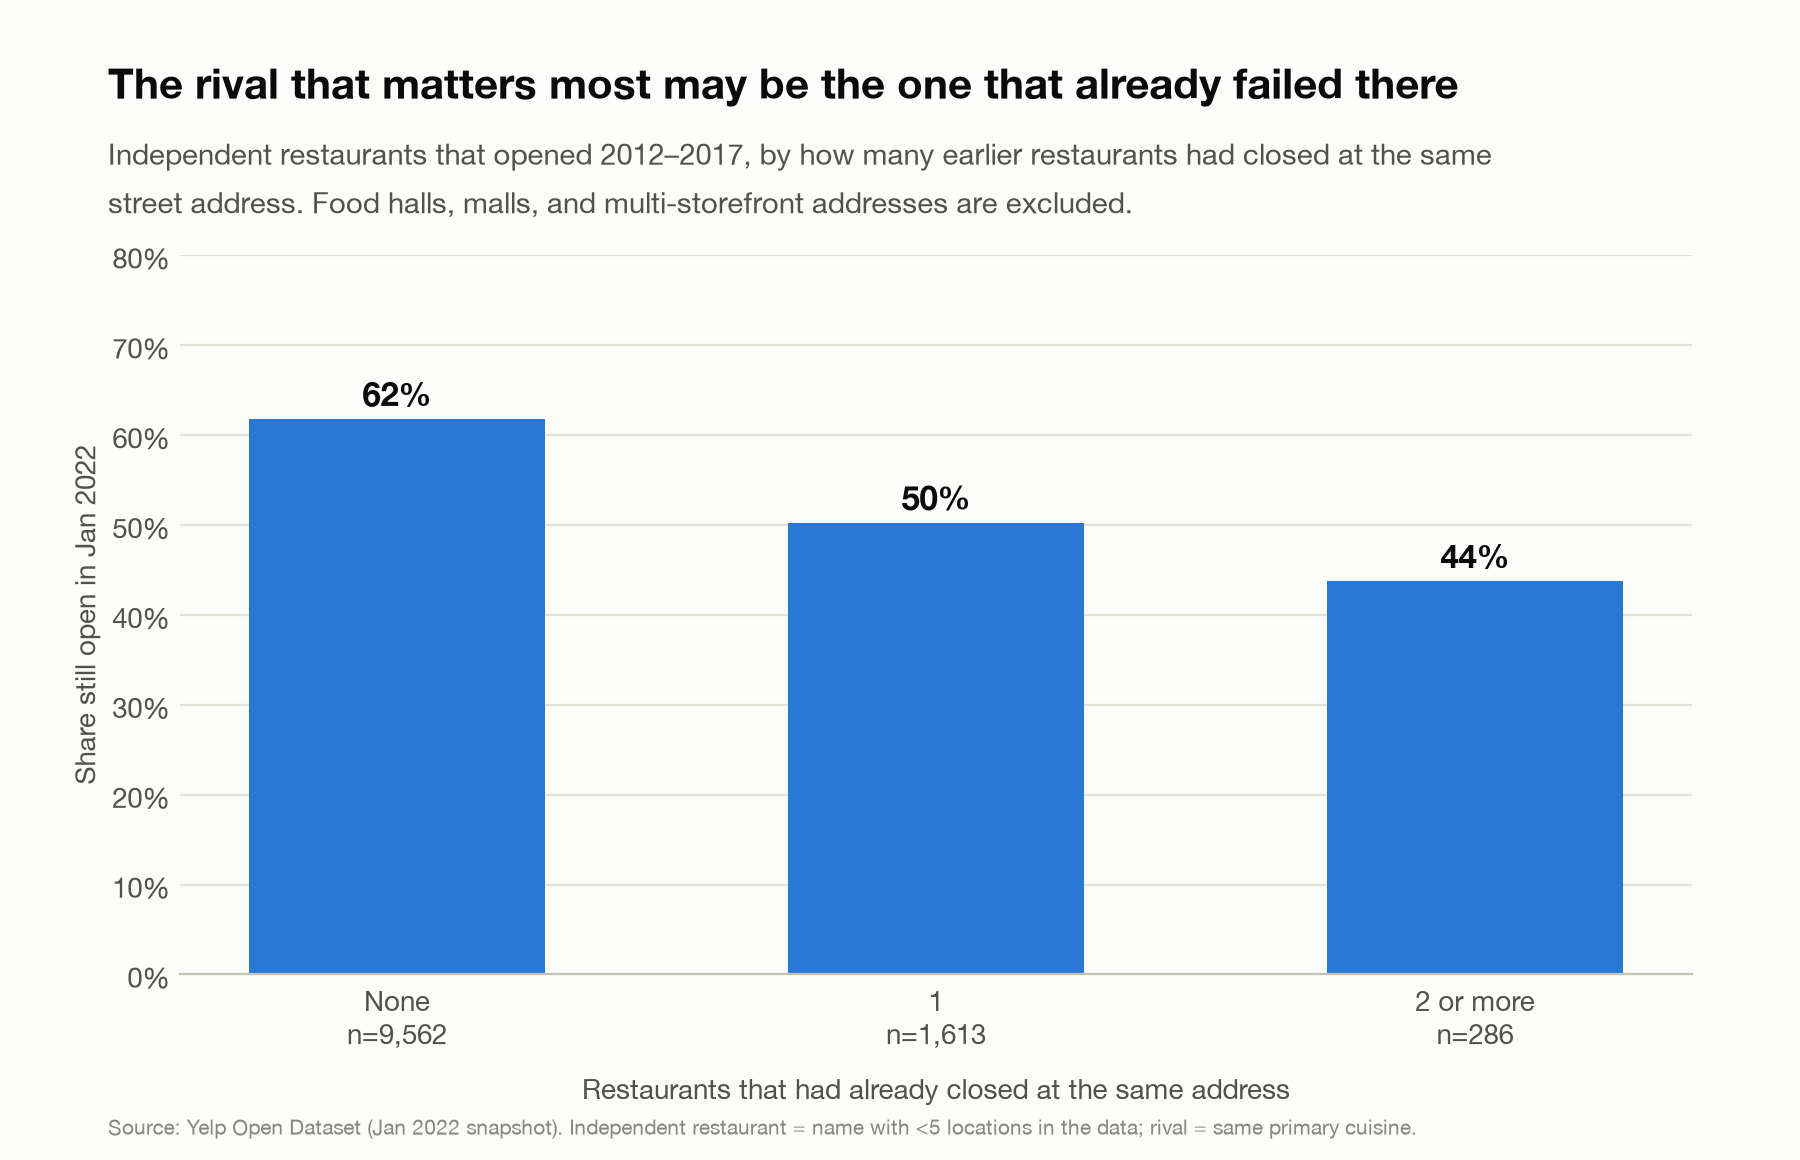 The rival that matters most may be the one that already failed there
Independent restaurants that opened 2012–2017, by how many earlier restaurants had closed at the same
street address. Food halls, malls, and multi-storefront addresses are excluded.
80%
70%
60%
50%
40%
30%
20%
10%
0%
Share still open in Jan 2022
62%
50%
44%
None
n=9,562
1
n=1,613
2 or more
n=286
Restaurants that had already closed at the same address
Source: Yelp Open Dataset (Jan 2022 snapshot). Independent restaurant = name with <5 locations in the data; rival = same primary cuisine.